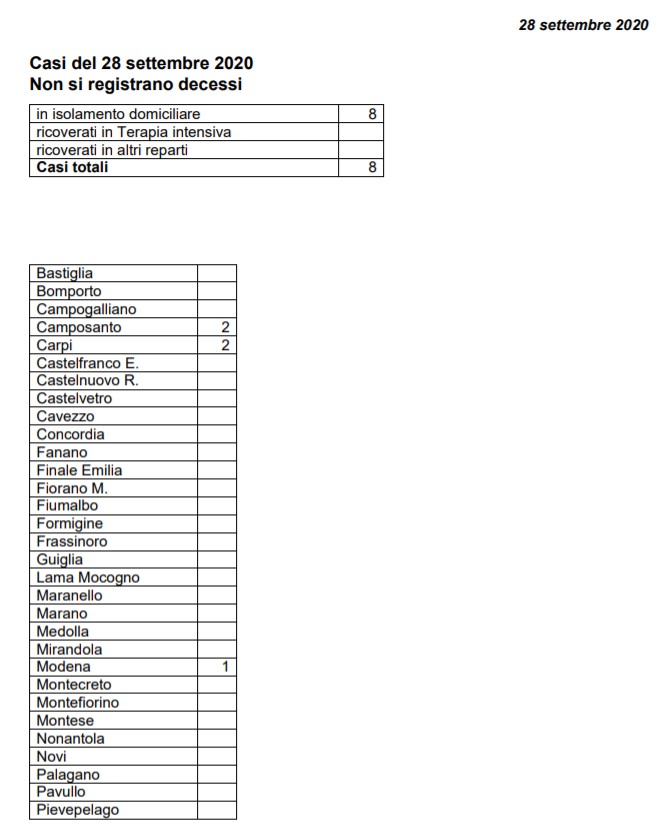 28 settembre 2020
Casi del 28 settembre 2020
Non si registrano decessi
in isolamento domiciliare 8
ricoverati in Terapia intensiva
ricoverati in altri reparti
Casi totali 8
Bastiglia
Bomporto
Campogalliano
Camposanto 2
Carpi 2
Castelfranco E.
Castelnuovo R.
Castelvetro
Cavezzo
Concordia
Fanano
Finale Emilia
Fiorano M.
Fiumalbo
Formigine
Frassinoro
Guiglia
Lama Mocogno
Maranello
Marano
Medolla
Mirandola
Modena 1
Montecreto
Montefiorino
Montese
Nonantola
Novi
Palagano
Pavullo
Pievepelago